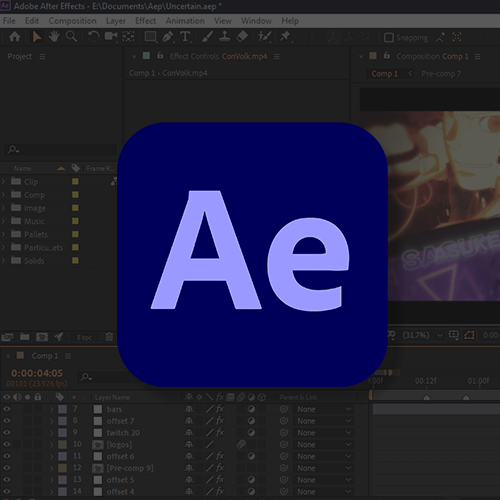 Ae Adobe After Effects - E:\Documents\Aep\Uncertain.aep *
File Edit Composition Layer Effect Animation View Window Help
Snapping
Project
Effect Controls ConVolk.mp4
Composition Comp 1
Comp 1 › ConVolk.mp4
Comp 1 Pre-comp 7
Name Frame R...
Clip
Comp
Image
Music
Pallets
Particu..ets
Solids
SASUKE
Ae
8 bpc
(31.7%)
Comp 1
0:00:04:05
00101 (23.976 fps)
:00f 00:12f 01:00f
# Layer Name Parent & Link
7 bars None
8 offset 7 None
9 twitch 20 None
10 [logos] None
11 offset 6 None
12 [Pre-comp 9] None
13 offset 5 None
14 offset 4 None